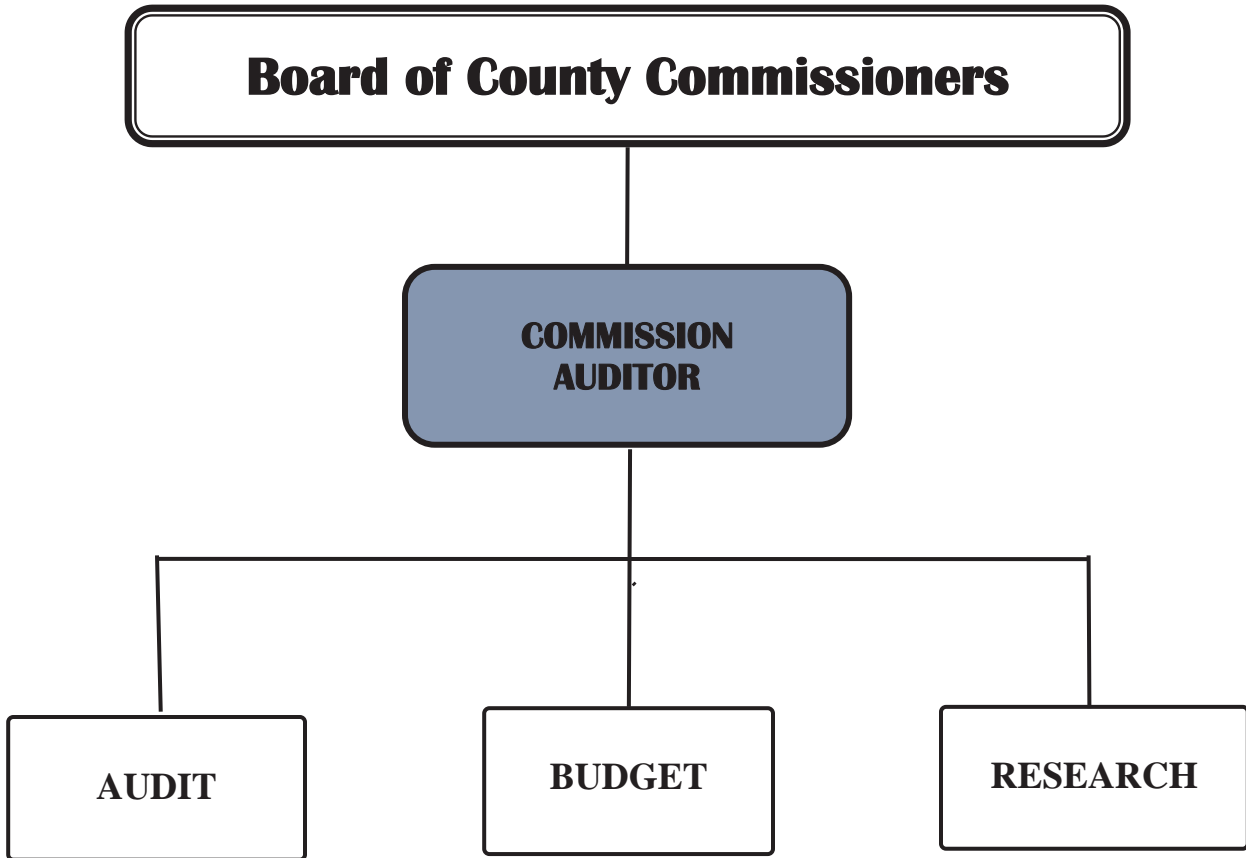 Board of County Commissioners
COMMISSION
AUDITOR
AUDIT
BUDGET
RESEARCH